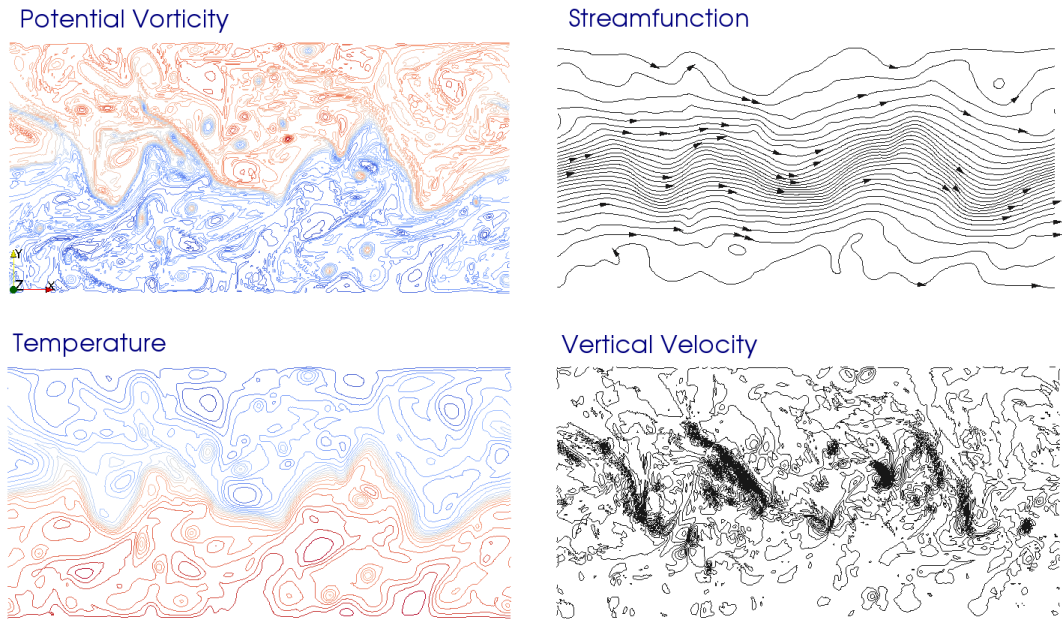 Potential Vorticity
Streamfunction
Y
Z
X
Temperature
Vertical Velocity